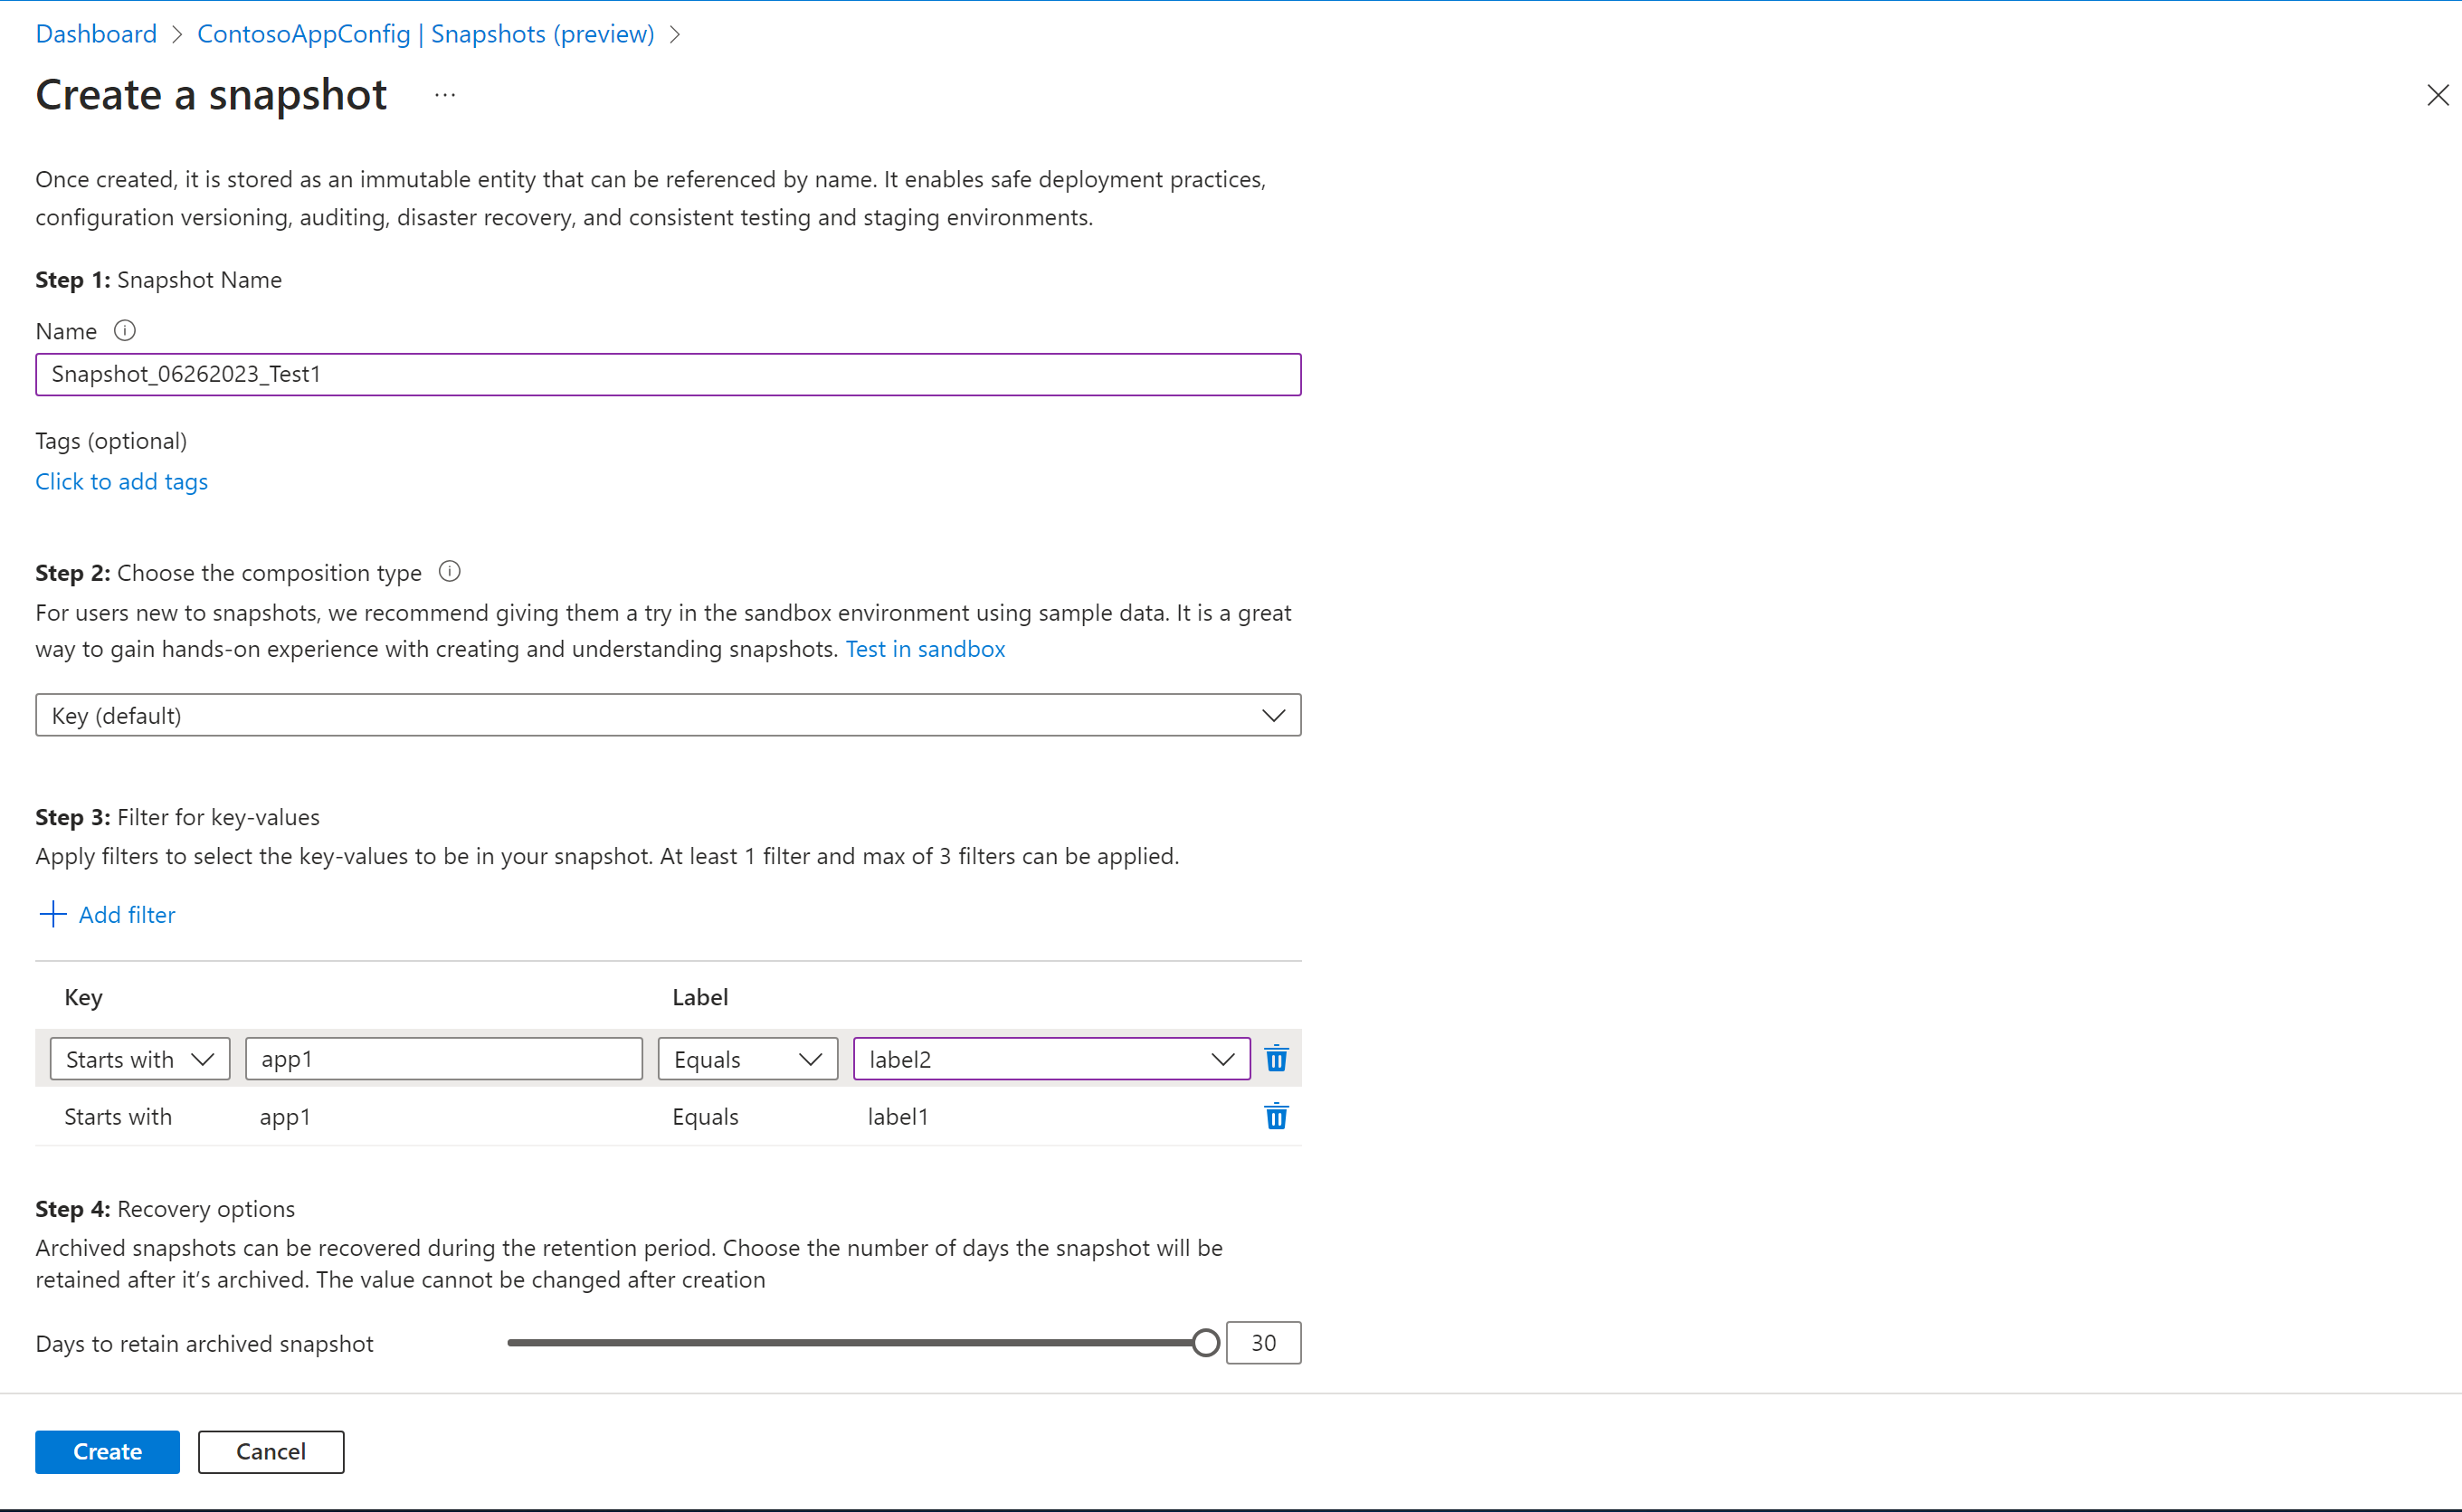 Dashboard > ContosoAppConfig | Snapshots (preview) >
Create a snapshot ...
Once created, it is stored as an immutable entity that can be referenced by name. It enables safe deployment practices,
configuration versioning, auditing, disaster recovery, and consistent testing and staging environments.
Step 1: Snapshot Name
Name
Snapshot_06262023_Test1
Tags (optional)
Click to add tags
Step 2: Choose the composition type
For users new to snapshots, we recommend giving them a try in the sandbox environment using sample data. It is a great
way to gain hands-on experience with creating and understanding snapshots. Test in sandbox
Key (default)
Step 3: Filter for key-values
Apply filters to select the key-values to be in your snapshot. At least 1 filter and max of 3 filters can be applied.
Add filter
Key Label
Starts with app1 Equals label2
Starts with app1 Equals label1
Step 4: Recovery options
Archived snapshots can be recovered during the retention period. Choose the number of days the snapshot will be
retained after it’s archived. The value cannot be changed after creation
Days to retain archived snapshot 30
Create Cancel